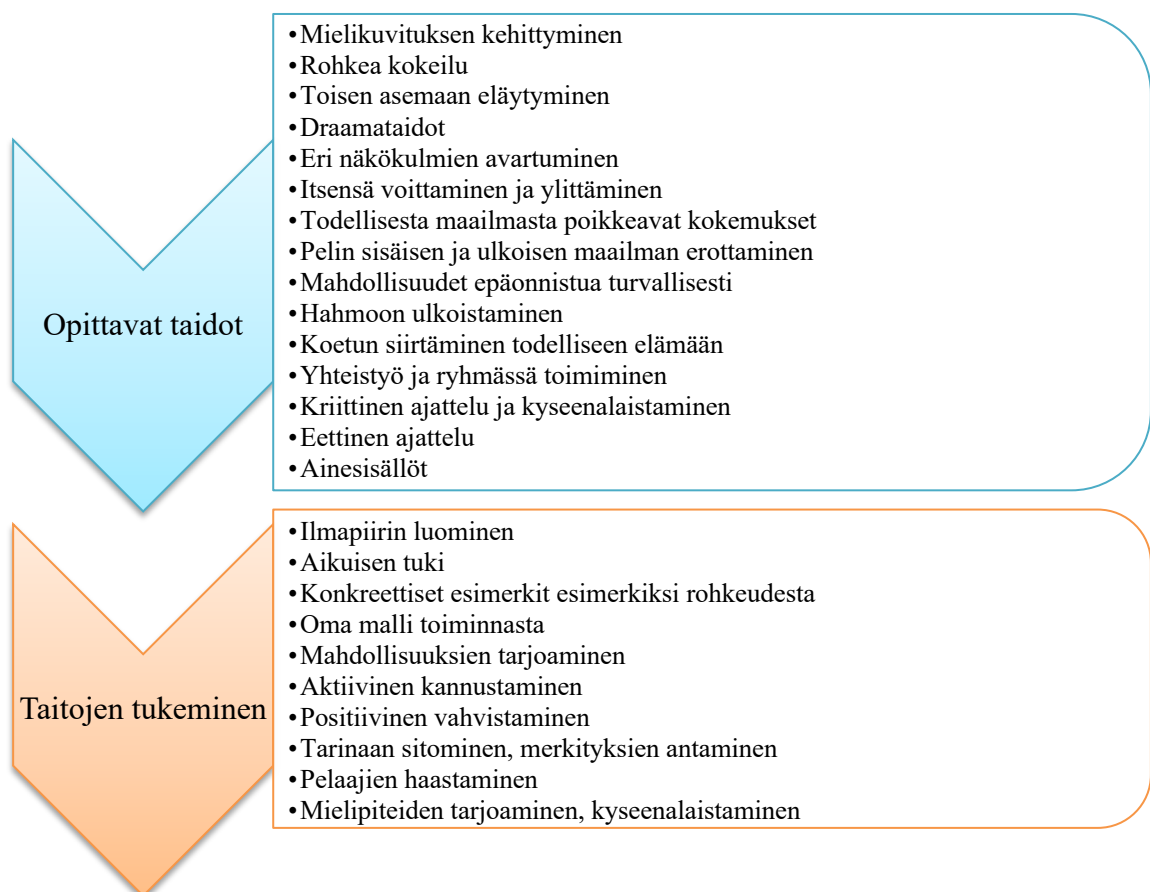 Opittavat taidot
•Mielikuvituksen kehittyminen
•Rohkea kokeilu
•Toisen asemaan eläytyminen
•Draamataidot
•Eri näkökulmien avartuminen
•Itsensä voittaminen ja ylittäminen
•Todellisesta maailmasta poikkeavat kokemukset
•Pelin sisäisen ja ulkoisen maailman erottaminen
•Mahdollisuudet epäonnistua turvallisesti
•Hahmoon ulkoistaminen
•Koetun siirtäminen todelliseen elämään
•Yhteistyö ja ryhmässä toimiminen
•Kriittinen ajattelu ja kyseenalaistaminen
•Eettinen ajattelu
•Ainesisällöt
Taitojen tukeminen
•Ilmapiirin luominen
•Aikuisen tuki
•Konkreettiset esimerkit esimerkiksi rohkeudesta
•Oma malli toiminnasta
•Mahdollisuuksien tarjoaminen
•Aktiivinen kannustaminen
•Positiivinen vahvistaminen
•Tarinaan sitominen, merkityksien antaminen
•Pelaajien haastaminen
•Mielipiteiden tarjoaminen, kyseenalaistaminen